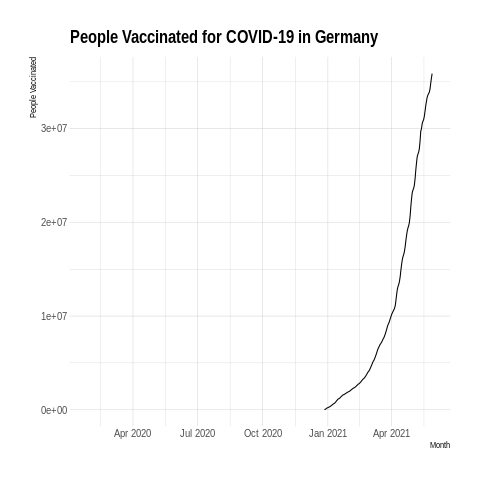 People Vaccinated for COVID-19 in Germany
People Vaccinated
3e+07
2e+07
1e+07
0e+00
Apr 2020 Jul 2020 Oct 2020 Jan 2021 Apr 2021
Month